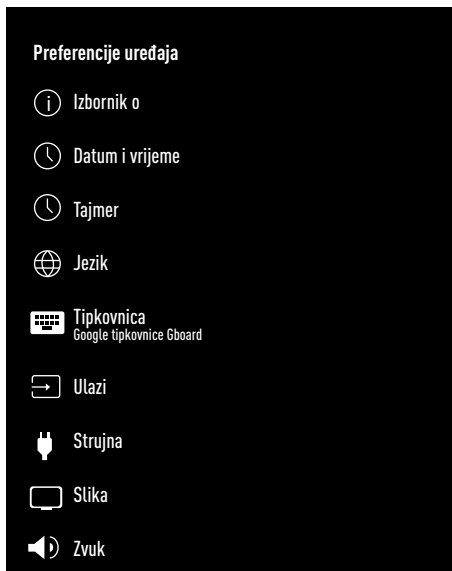 Preferencije uređaja
Izbornik o
Datum i vrijeme
Tajmer
Jezik
Tipkovnica
Google tipkovnice Gboard
Ulazi
Strujna
Slika
Zvuk